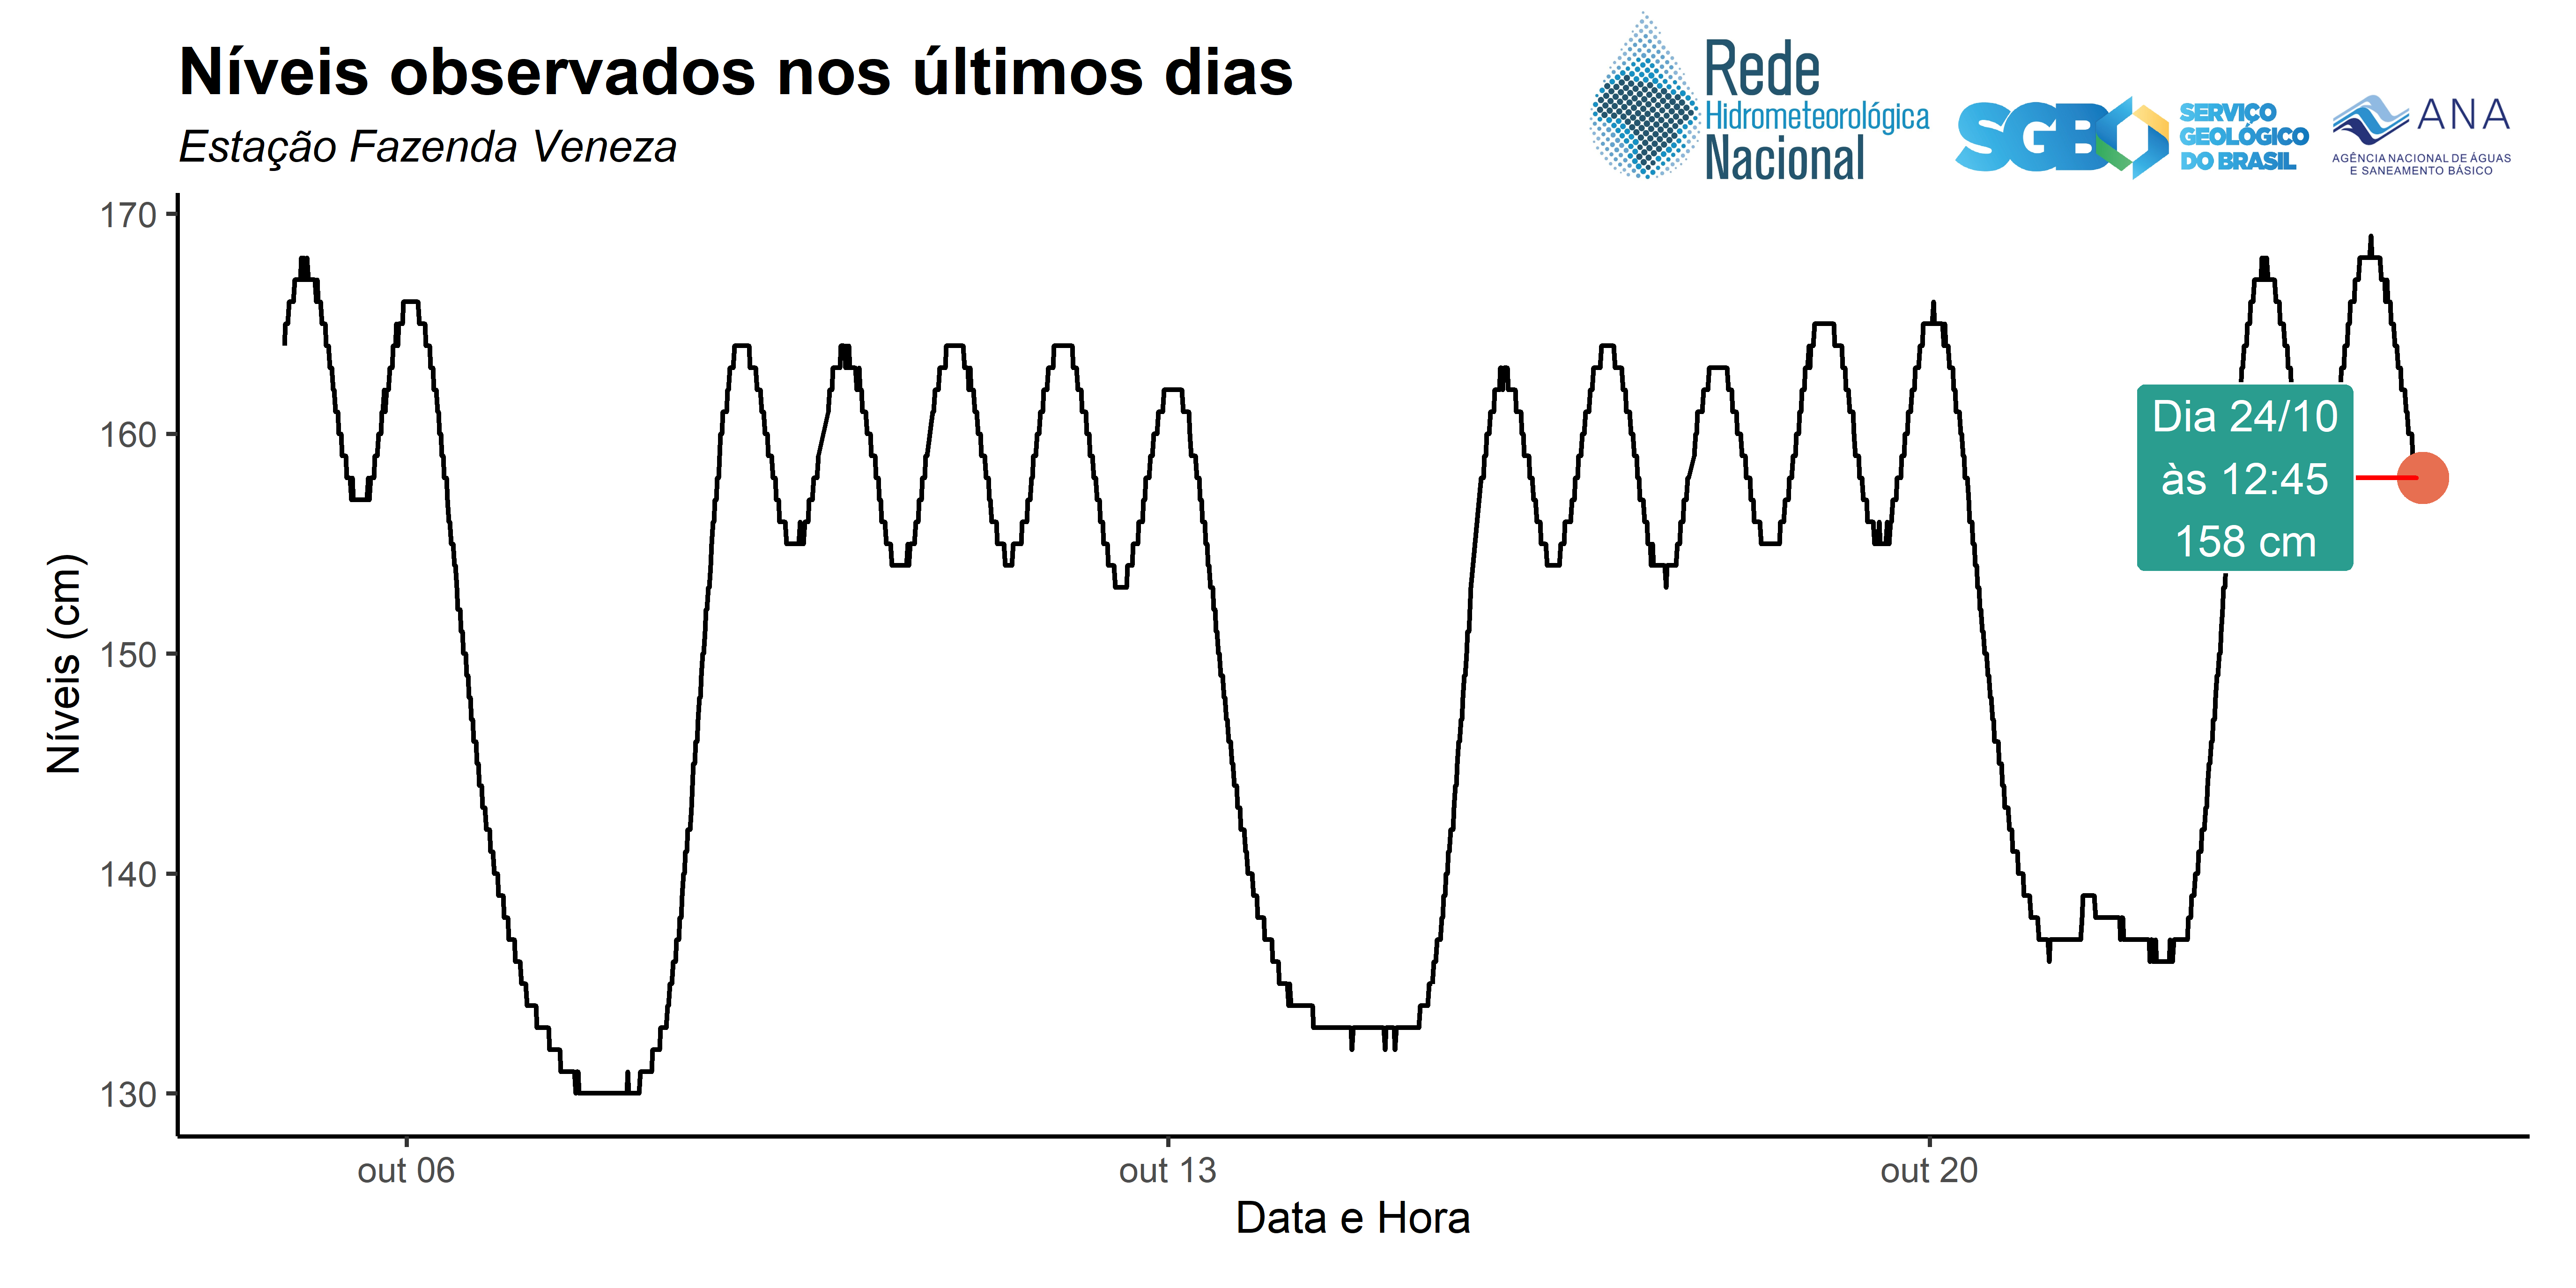 Níveis observados nos últimos dias
Estação Fazenda Veneza
Rede
Hidrometeorológica
Nacional
SGB
SERVIÇO
GEOLÓGICO
DO BRASIL
ANA
AGÊNCIA NACIONAL DE ÁGUAS
E SANEAMENTO BÁSICO
Níveis (cm)
170
160
150
140
130
Dia 24/10
às 12:45
158 cm
out 06
out 13
out 20
Data e Hora